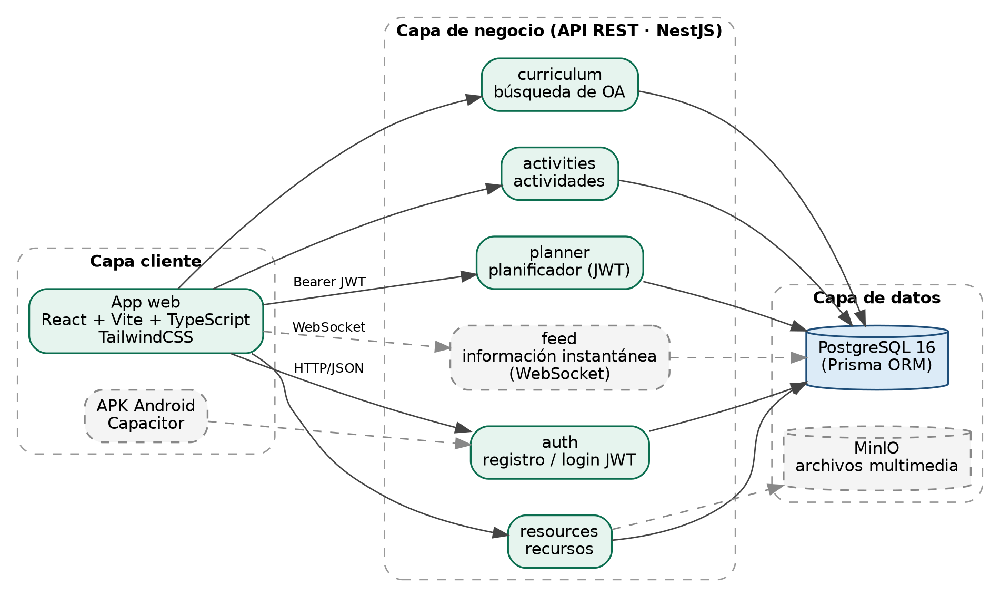 Capa cliente
App web
React + Vite + TypeScript
TailwindCSS
APK Android
Capacitor
Bearer JWT
WebSocket
HTTP/JSON
Capa de negocio (API REST · NestJS)
curriculum
búsqueda de OA
activities
actividades
planner
planificador (JWT)
feed
información instantánea
(WebSocket)
auth
registro / login JWT
resources
recursos
Capa de datos
PostgreSQL 16
(Prisma ORM)
MinIO
archivos multimedia